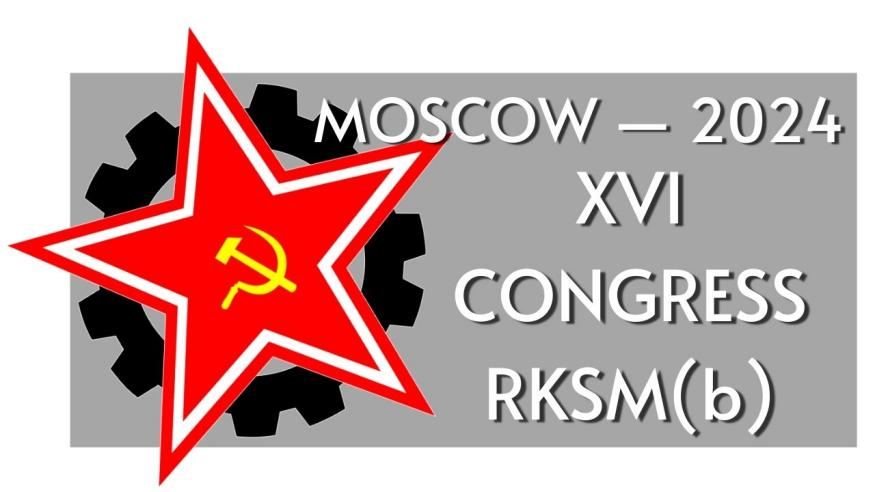 MOSCOW — 2024
XVI
CONGRESS
RKSM(b)